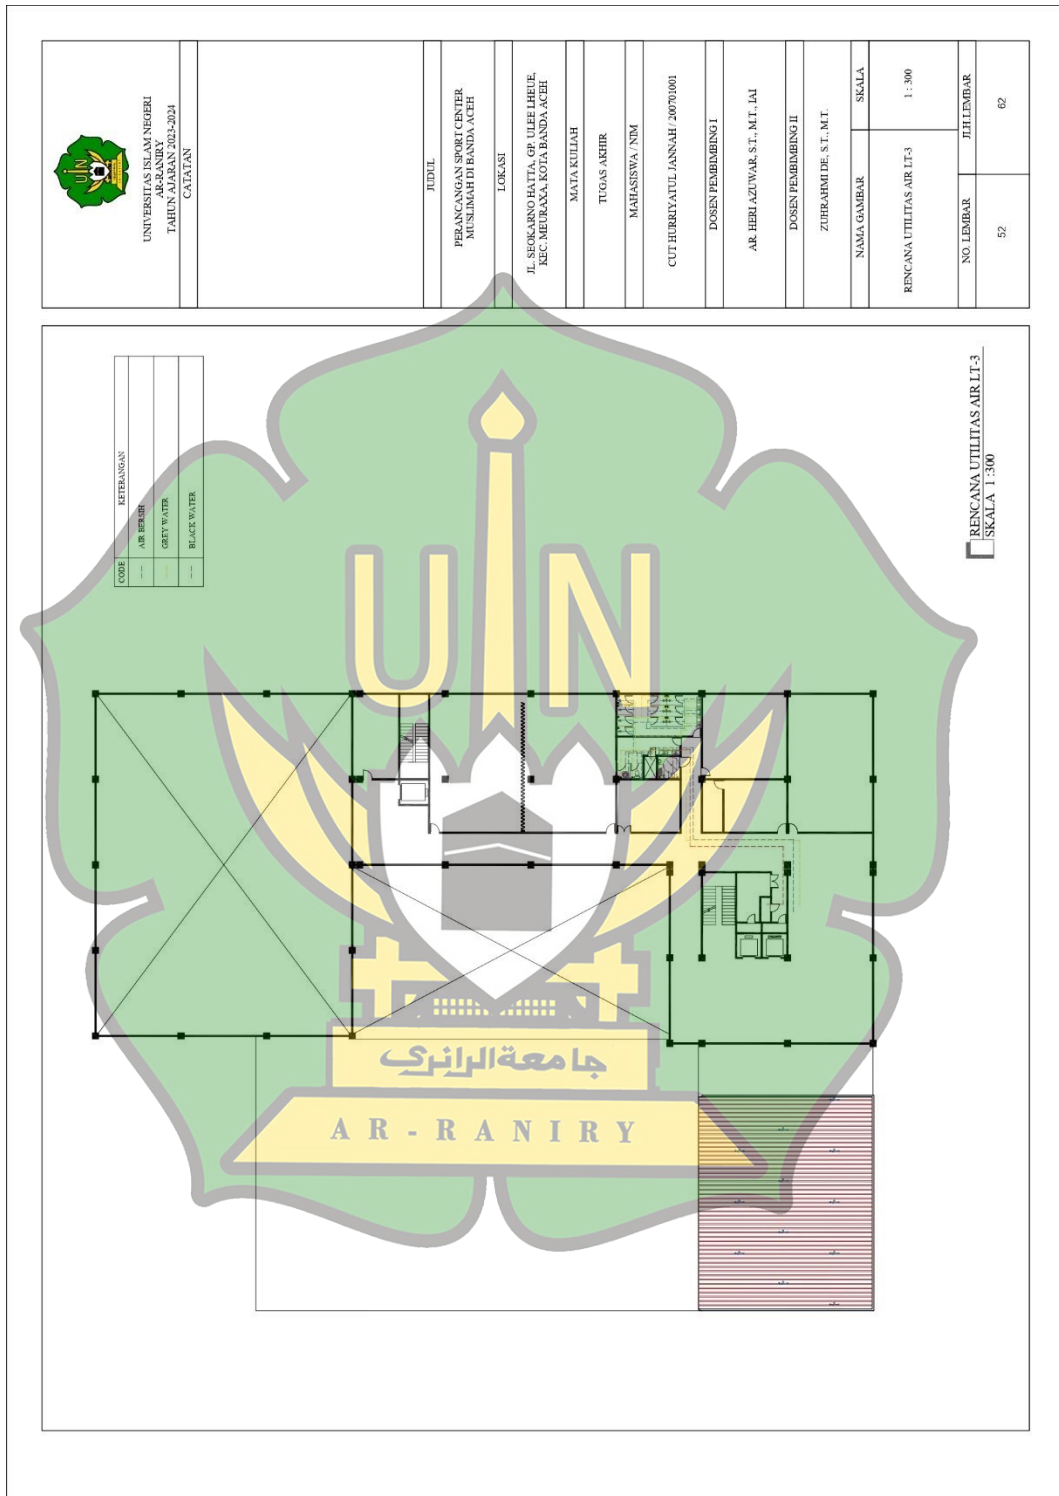 UIN
UNIVERSITAS ISLAM NEGERI
AR-RANIRY
TAHUN AJARAN 2023-2024
CATATAN
JUDUL
PERANCANGAN SPORT CENTER
MUSLIMAH DI BANDA ACEH
LOKASI
JL. SEOKARNO HATTA, GP. ULEE LHEUE,
KEC. MEURAXA, KOTA BANDA ACEH
MATA KULIAH
TUGAS AKHIR
MAHASISWA / NIM
CUT HURRIYATUL JANNAH / 200701001
DOSEN PEMBIMBING I
AR. HERI AZUWAR, S.T., M.T., IAI
DOSEN PEMBIMBING II
ZUHRAHMI DE, S.T., M.T.
NAMA GAMBAR SKALA
RENCANA UTILITAS AIR LT-3 1 : 300
NO. LEMBAR JLH.LEMBAR
52 62
CODE KETERANGAN
AIR BERSIH
GREY WATER
BLACK WATER
RENCANA UTILITAS AIR LT-3
SKALA 1 :300
UIN
جامعة الرانري
AR-RANIRY